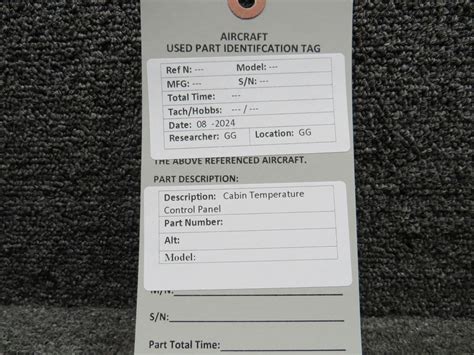 AIRCRAFT
USED PART IDENTIFCATION TAG
Ref N: --- Model: ---
MFG: --- S/N: ---
Total Time: ---
Tach/Hobbs: --- / ---
Date: 08 -2024
Researcher: GG Location: GG
THE ABOVE REFERENCED AIRCRAFT.
PART DESCRIPTION:
Description: Cabin Temperature
Control Panel
Part Number:
Alt:
Model:
M/N:
S/N:
Part Total Time: